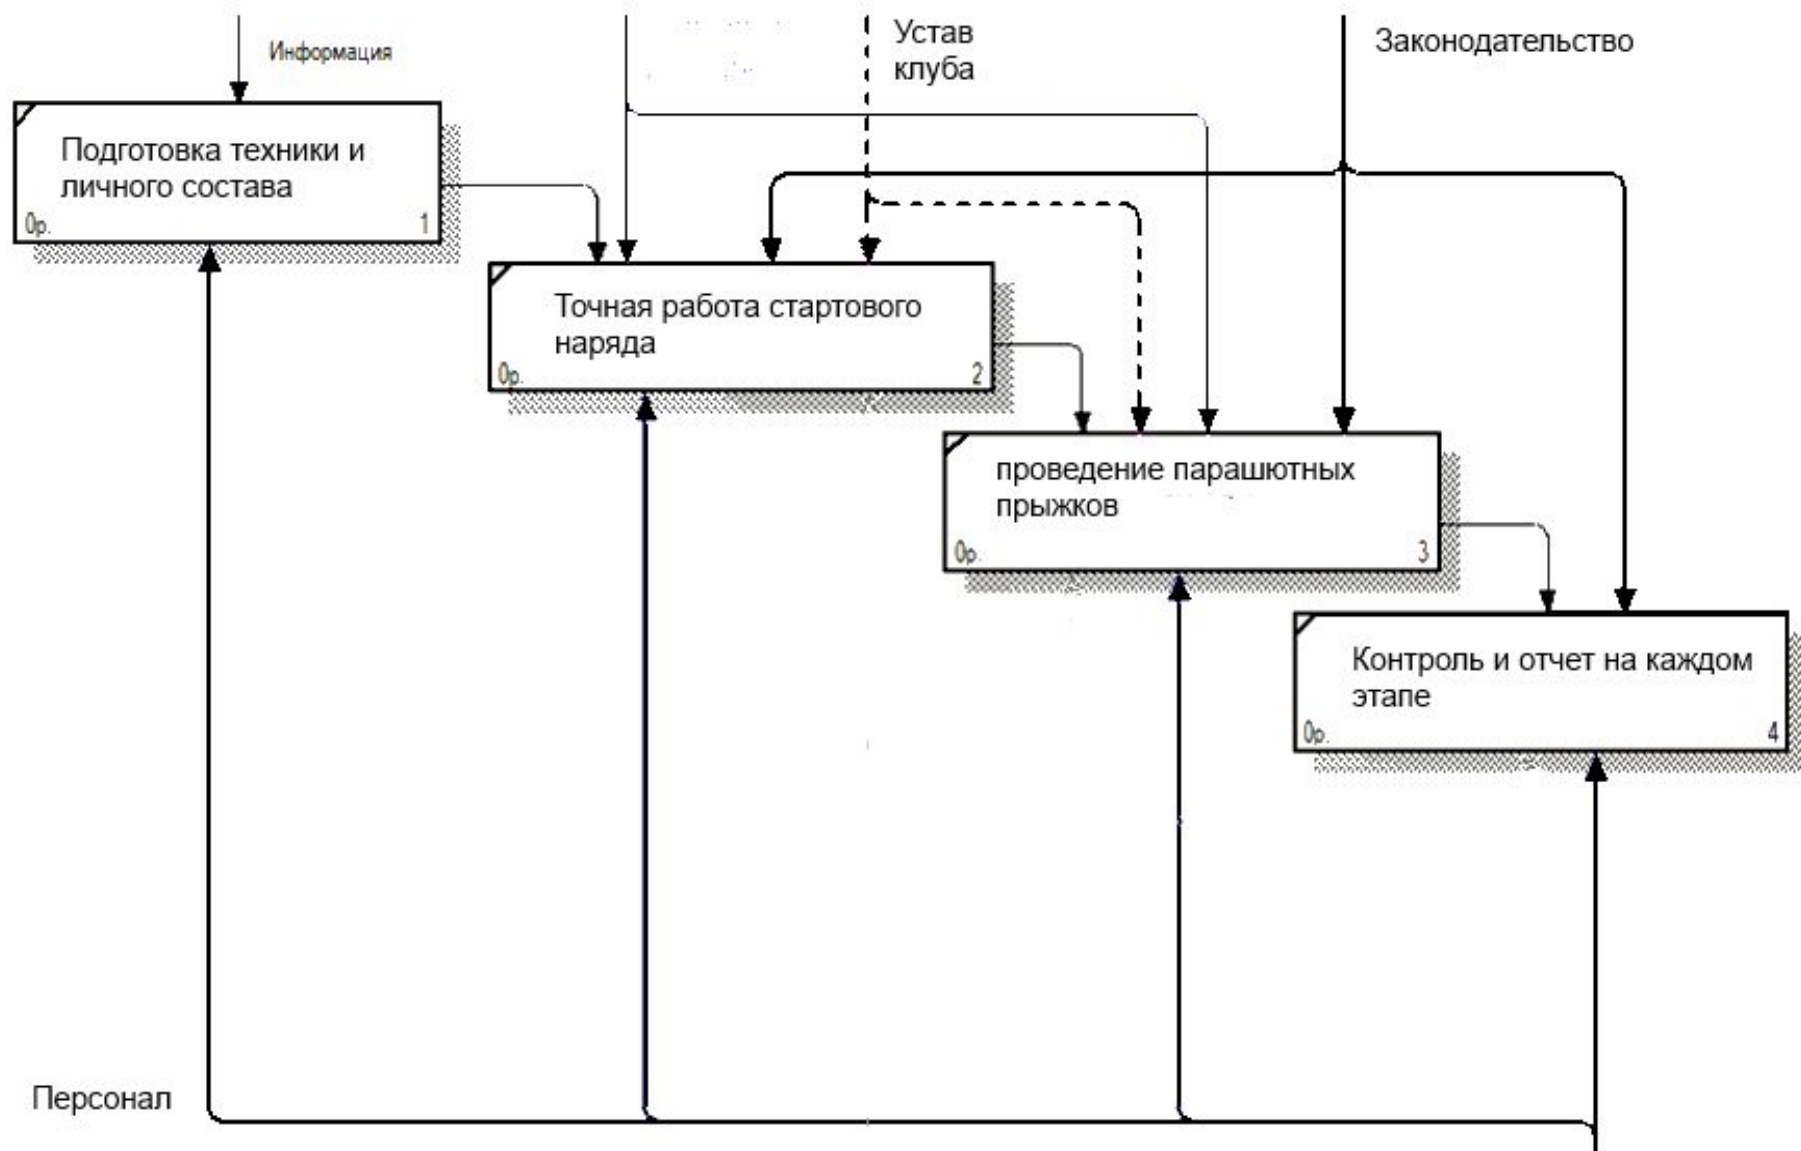 Информация
Устав
клуба
Законодательство
Подготовка техники и
личного состава
0р.
1
Точная работа стартового
наряда
0р.
2
проведение парашютных
прыжков
0р.
3
Контроль и отчет на каждом
этапе
0р.
4
Персонал